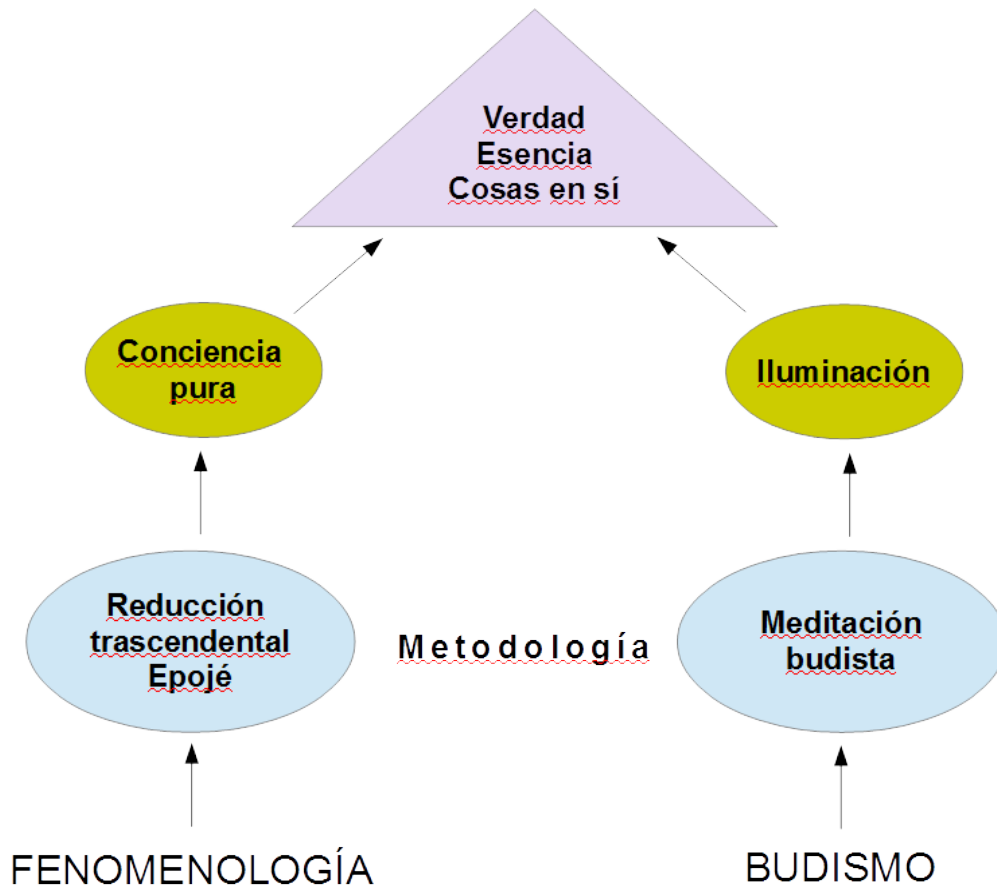 Verdad
Esencia
Cosas en sí
Conciencia
pura
Iluminación
Reducción
trascendental
Epojé
Metodología
Meditación
budista
FENOMENOLOGÍA
BUDISMO